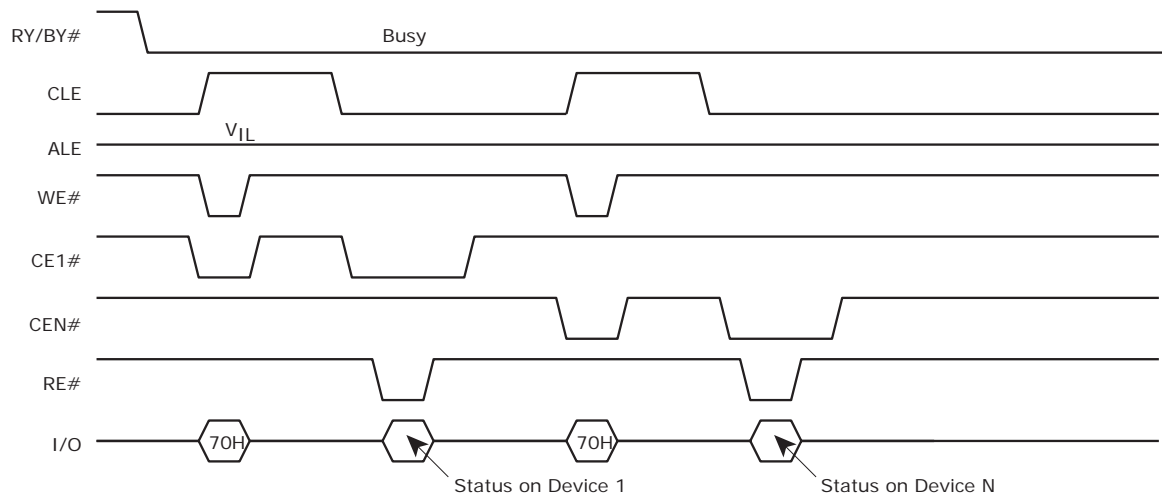 RY/BY#
Busy
CLE
VIL
ALE
WE#
CE1#
CEN#
RE#
I/O
70H
70H
Status on Device 1
Status on Device N